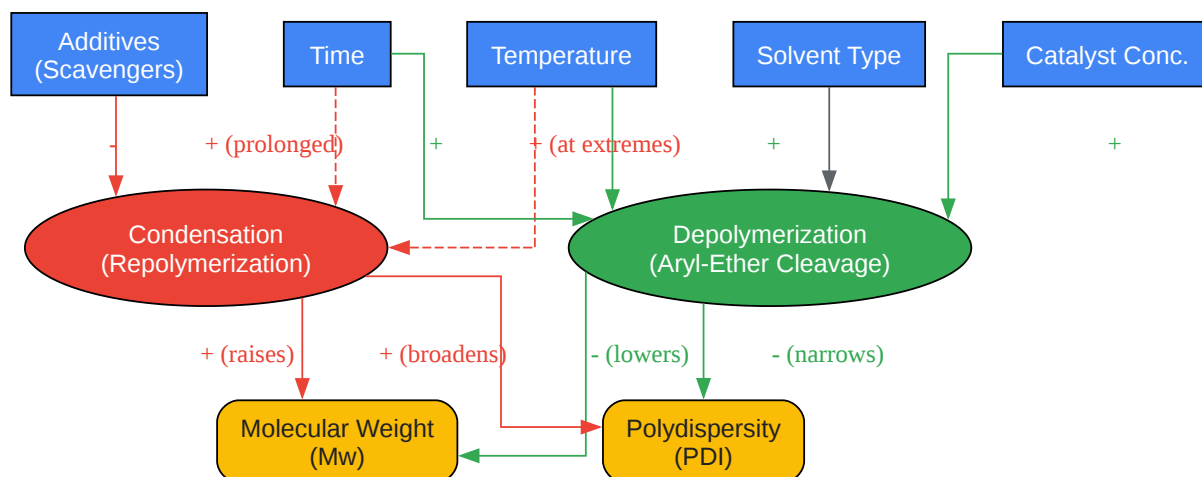 Additives
(Scavengers)
Time
Temperature
Solvent Type
Catalyst Conc.
-
+ (prolonged)
+
+ (at extremes)
+
+
Condensation
(Repolymerization)
Depolymerization
(Aryl-Ether Cleavage)
+ (raises)
+ (broadens)
- (lowers)
- (narrows)
Molecular Weight
(Mw)
Polydispersity
(PDI)